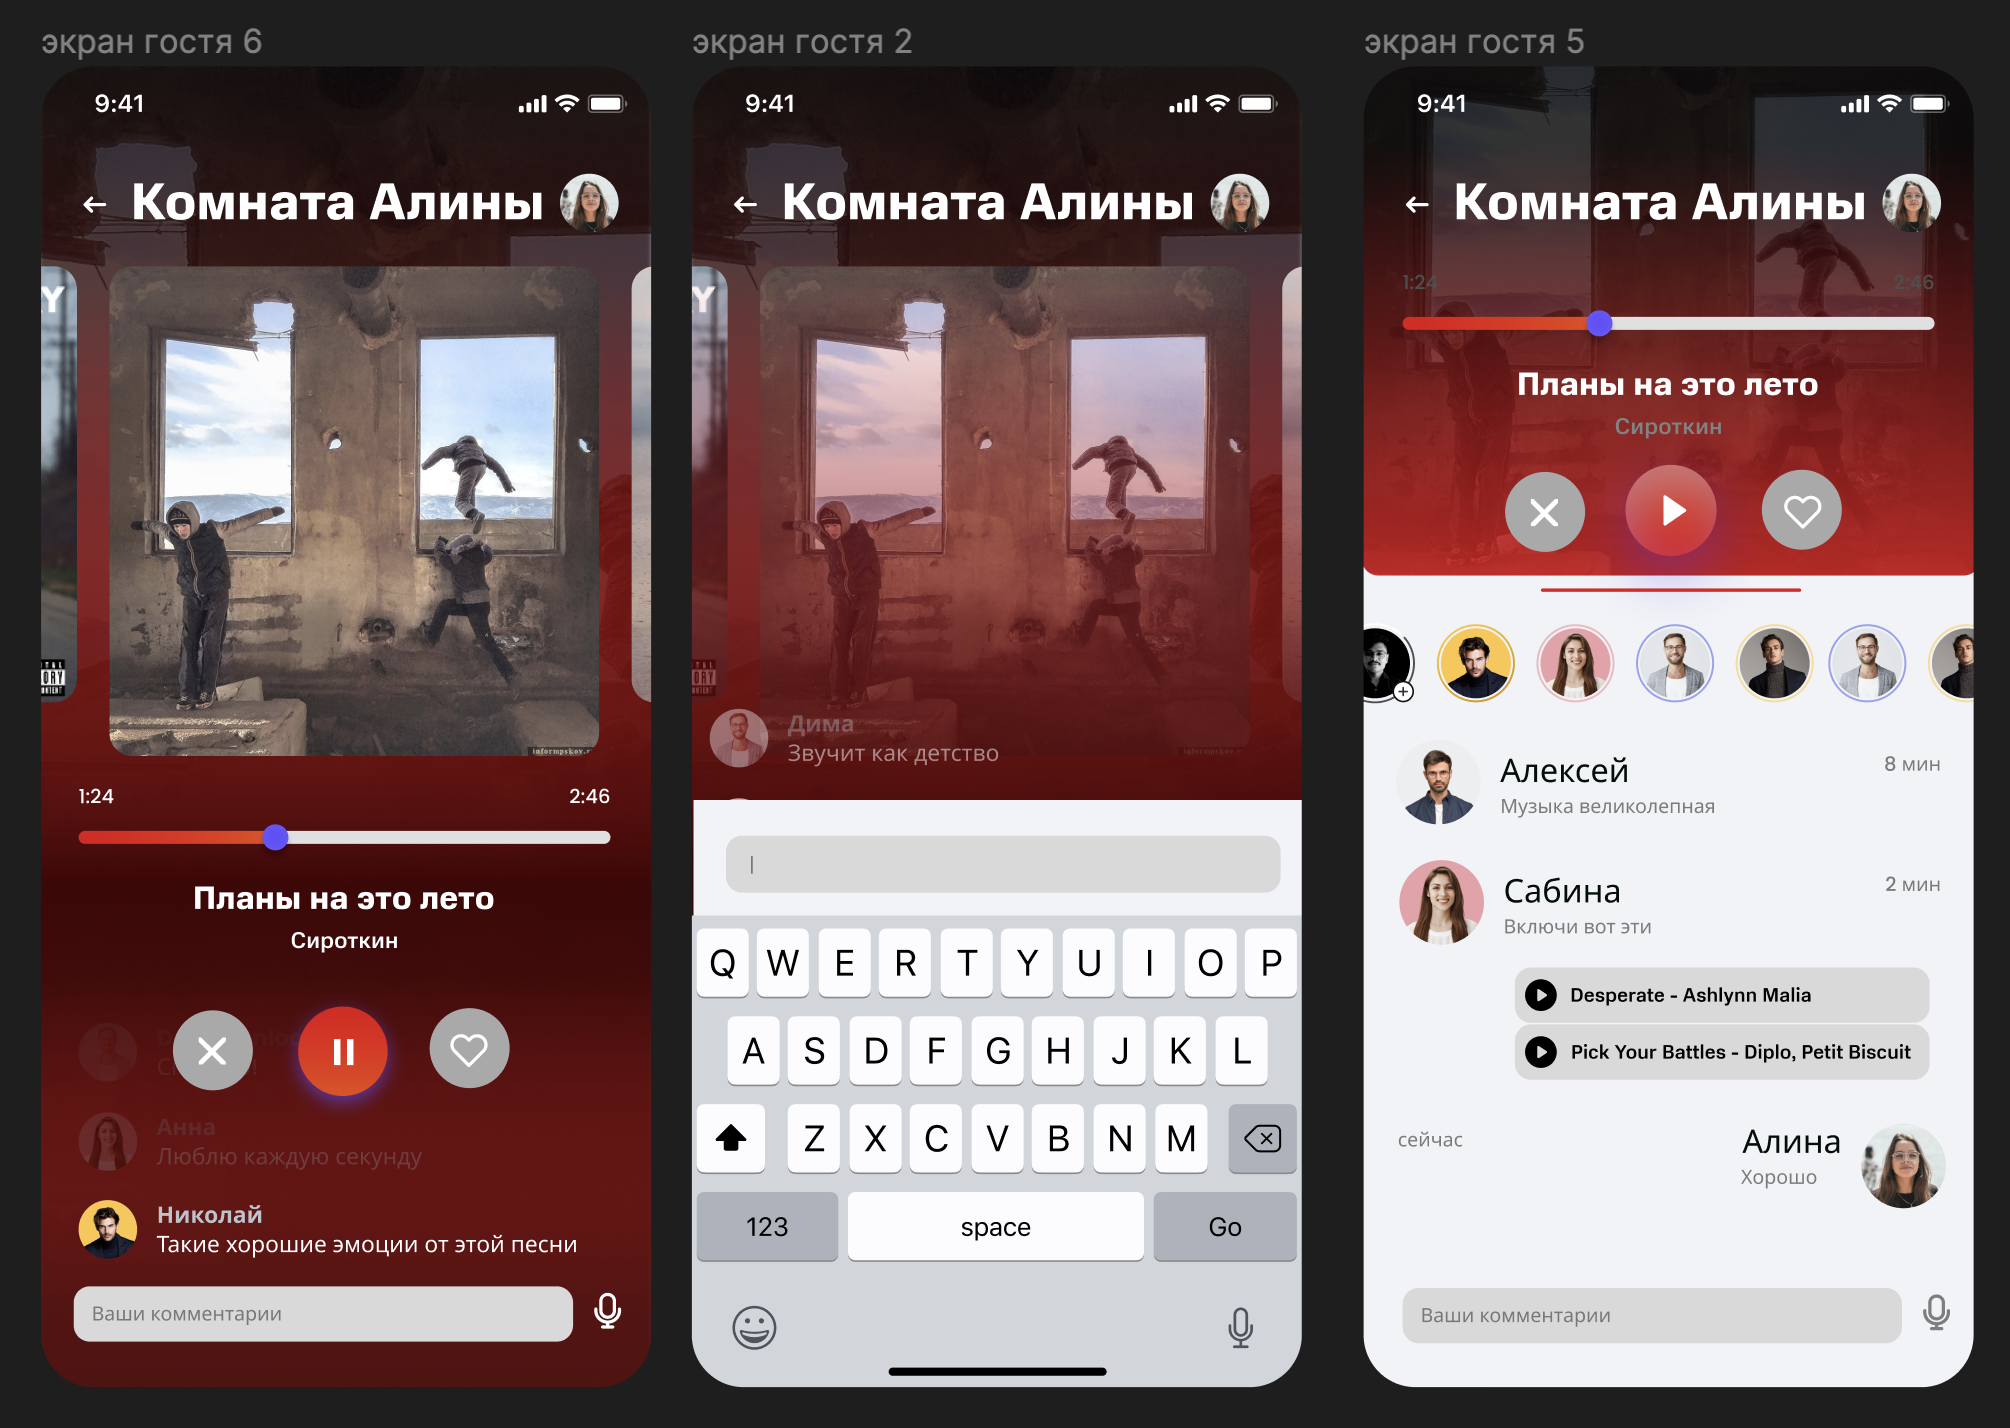 экран гостя 6
9:41
Комната Алины
Y
ORY
informpskov.r
1:24
2:46
Планы на это лето
Сироткин
Анна
Люблю каждую секунду
Николай
Такие хорошие эмоции от этой песни
Ваши комментарии
экран гостя 2
9:41
Комната Алины
Y
ORY
Дима
Звучит как детство
Q W E R T Y U I O P
A S D F G H J K L
Z X C V B N M
123 space Go
экран гостя 5
9:41
Комната Алины
1:24
2:46
Планы на это лето
Сироткин
Алексей
8 мин
Музыка великолепная
Сабина
2 мин
Включи вот эти
Desperate - Ashlynn Malia
Pick Your Battles - Diplo, Petit Biscuit
сейчас
Алина
Хорошо
Ваши комментарии